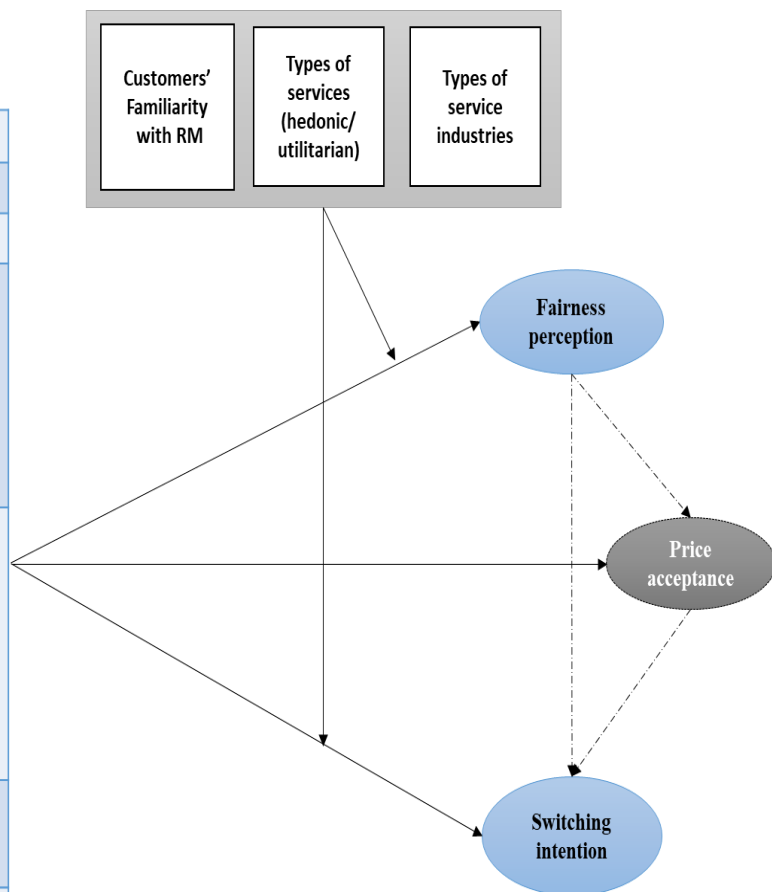 Customers’
Familiarity
with RM
Types of
services
(hedonic/
utilitarian)
Types of
service
industries
Fairness
perception
Price
acceptance
Switching
intention